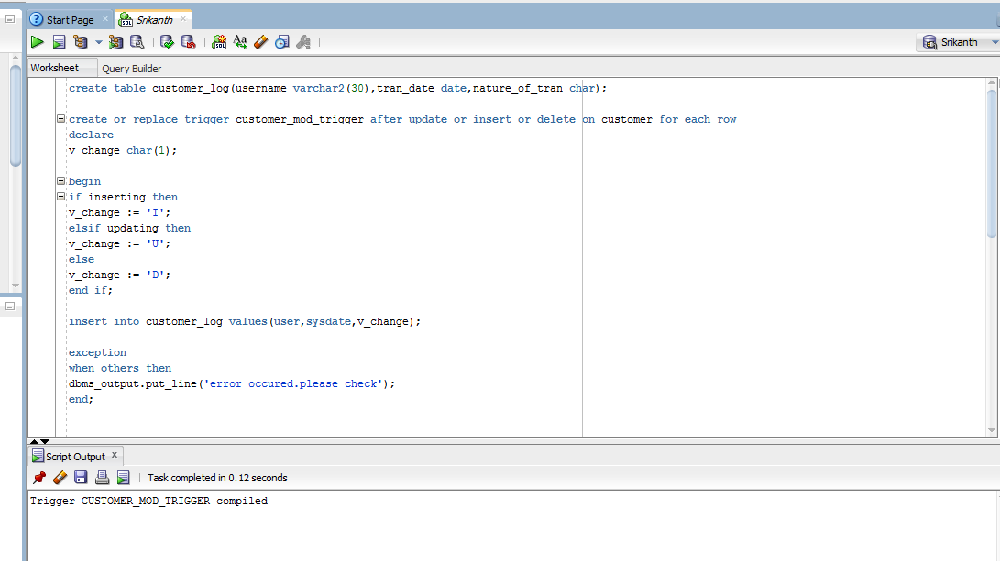 Start Page
Srikanth
Srikanth
Worksheet
Query Builder
create table customer_log(username varchar2(30),tran_date date,nature_of_tran char);
create or replace trigger customer_mod_trigger after update or insert or delete on customer for each row
declare
v_change char(1);
begin
if inserting then
v_change := 'I';
elsif updating then
v_change := 'U';
else
v_change := 'D';
end if;
insert into customer_log values(user,sysdate,v_change);
exception
when others then
dbms_output.put_line('error occured.please check');
end;
Script Output
Task completed in 0.12 seconds
Trigger CUSTOMER_MOD_TRIGGER compiled